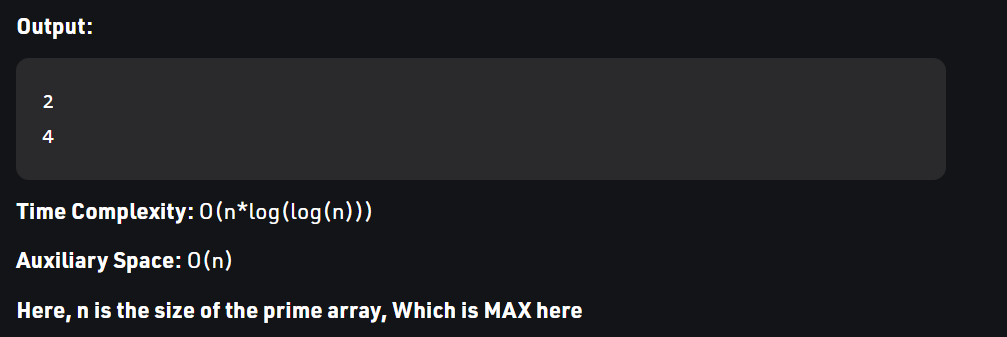 Output:
2
4
Time Complexity: O(n*log(log(n)))
Auxiliary Space: O(n)
Here, n is the size of the prime array, Which is MAX here